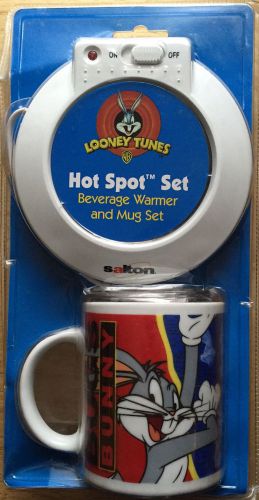 ON
OFF
LOONEY TUNES
WB
Hot Spot™ Set
Beverage Warmer
and Mug Set
salton
BUGS
BUNNY